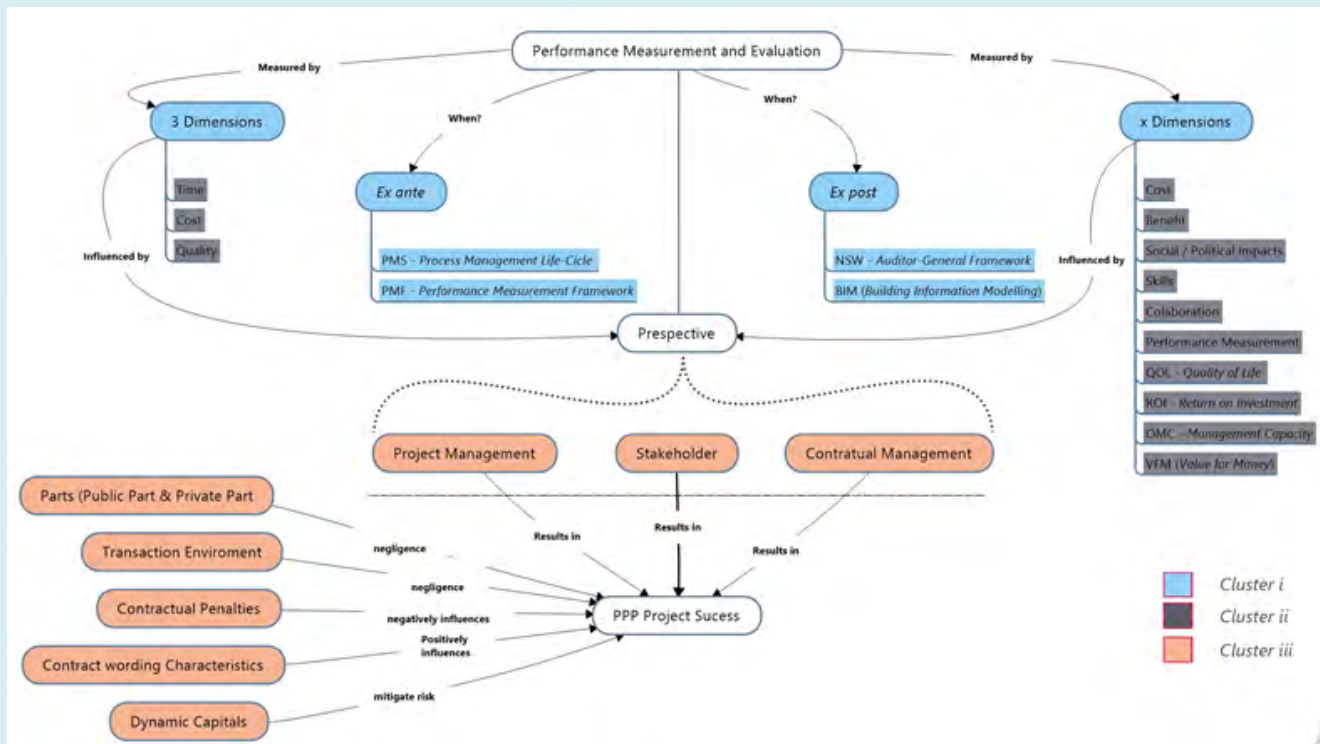 Performance Measurement and Evaluation
Measured by
Measured by
When?
When?
3 Dimensions
x Dimensions
Time
Cost
Quality
Influenced by
Ex ante
PMS - Process Management Life-Cicle
PMF - Performance Measurement Framework
Ex post
NSW - Auditor-General Framework
BIM (Building Information Modelling)
Influenced by
Cost
Benefit
Social / Political Impacts
Skills
Colaboration
Performance Measurement
QOL - Quality of Life
ROI - Return on Investment
OMC - Management Capacity
VFM (Value for Money)
Prespective
Project Management
Stakeholder
Contratual Management
Results in
Results in
Results in
Parts (Public Part & Private Part
Transaction Enviroment
Contractual Penalties
Contract wording Characteristics
Dynamic Capitals
negligence
negligence
negatively influences
Positively
influences
mitigate risk
PPP Project Sucess
Cluster i
Cluster ii
Cluster iii